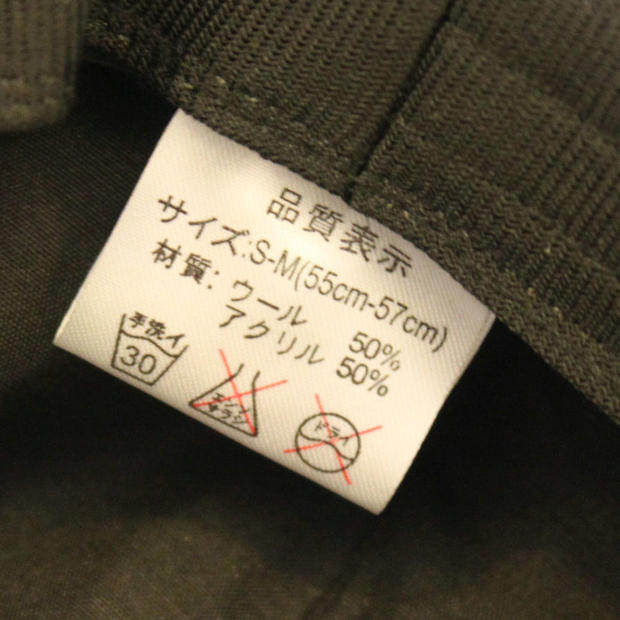 品質表示
サイズ:S-M(55cm-57cm)
材質: ウール 50%
アクリル 50%
手洗イ
30
エンソ
サラシ
ドライ